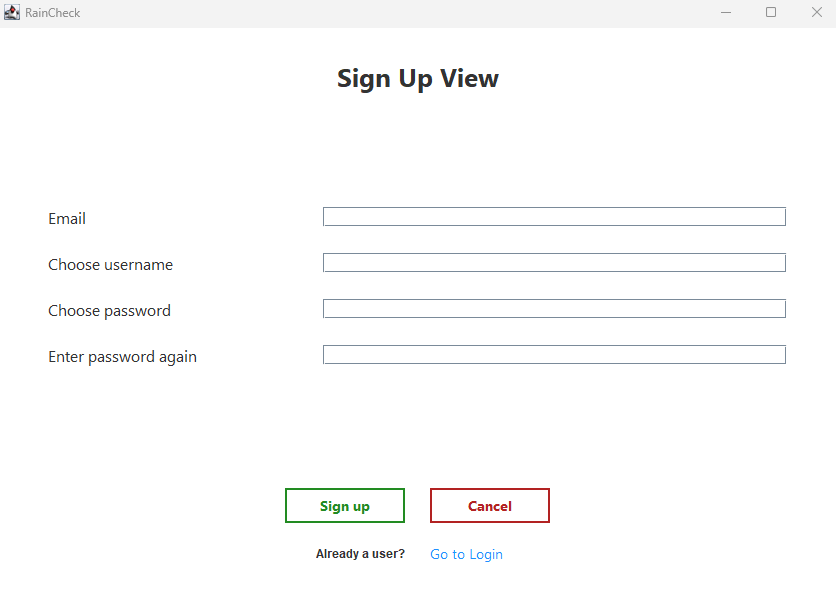 RainCheck
Sign Up View
Email
Choose username
Choose password
Enter password again
Sign up Cancel
Already a user? Go to Login